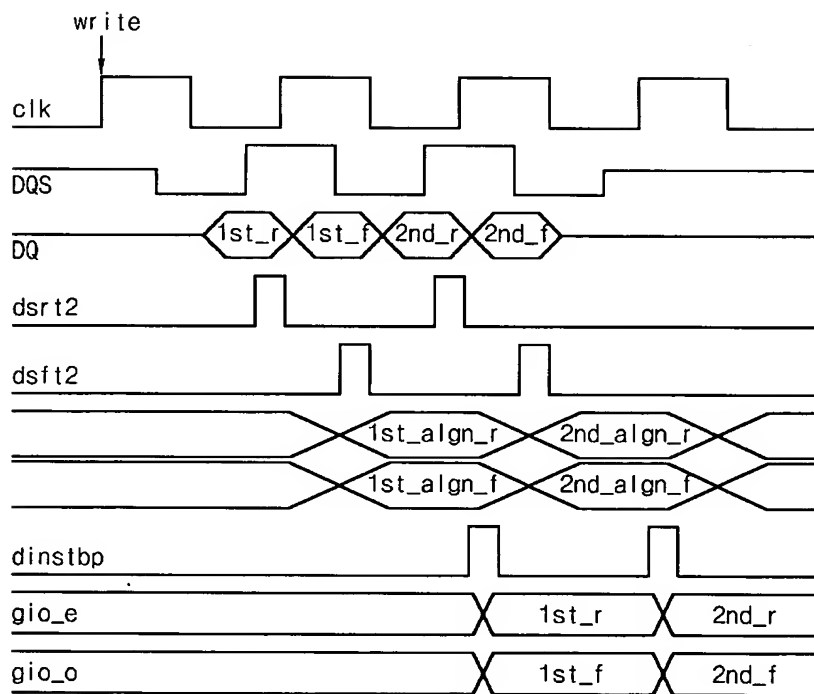 write
clk
DQS
DQ 1st_r 1st_f 2nd_r 2nd_f
dsrt2
dsft2
1st_algn_r 2nd_algn_r
1st_algn_f 2nd_algn_f
dinstbp
gio_e 1st_r 2nd_r
gio_o 1st_f 2nd_f